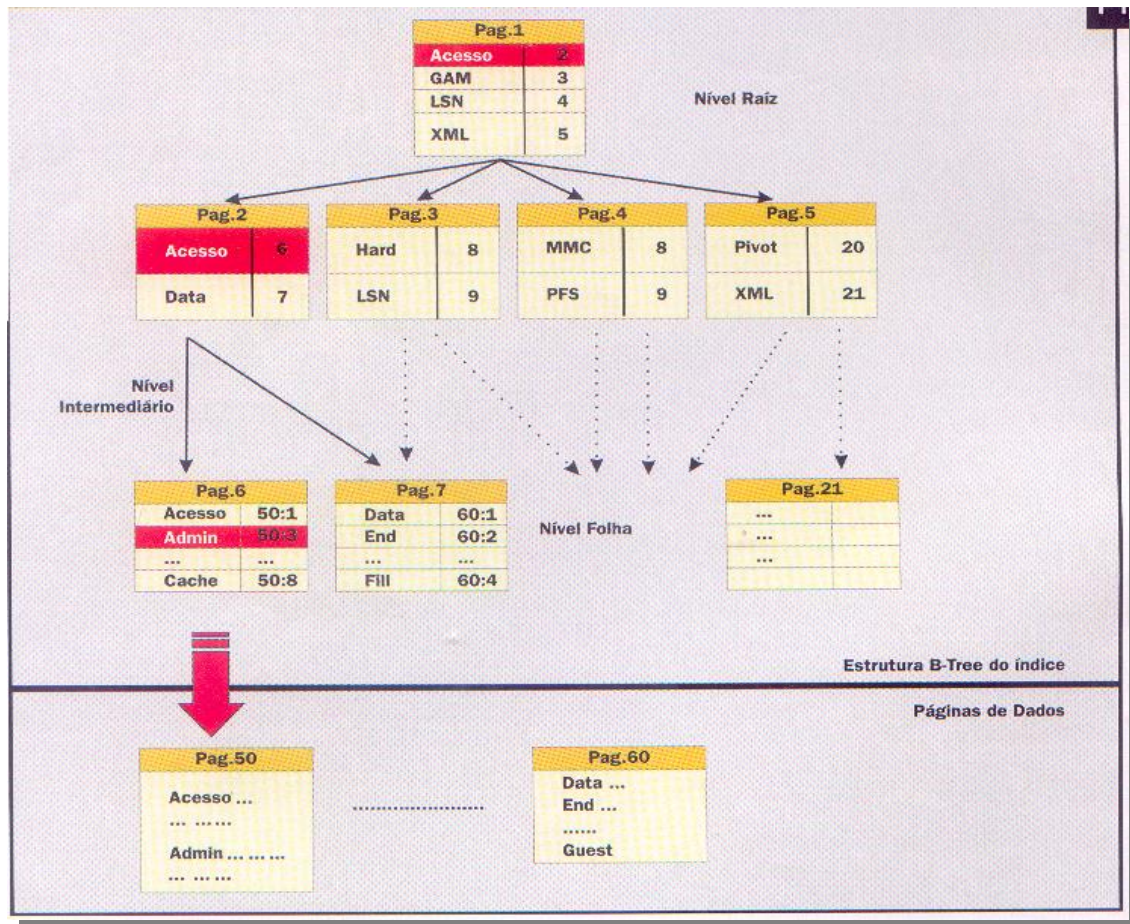 Pag.1
Acesso 2
GAM 3
LSN 4
XML 5
Nível Raíz
Pag.2
Acesso 6
Data 7
Pag.3
Hard 8
LSN 9
Pag.4
MMC 8
PFS 9
Pag.5
Pivot 20
XML 21
Nível
Intermediário
Pag.6
Acesso 50:1
Admin 50:3
... ...
Cache 50:8
Pag.7
Data 60:1
End 60:2
... ...
Fill 60:4
Nível Folha
Pag.21
...
...
...
Estrutura B-Tree do índice
Páginas de Dados
Pag.50
Acesso ...
... ... ...
Admin ... ... ...
... ... ...
Pag.60
Data ...
End ...
......
Guest